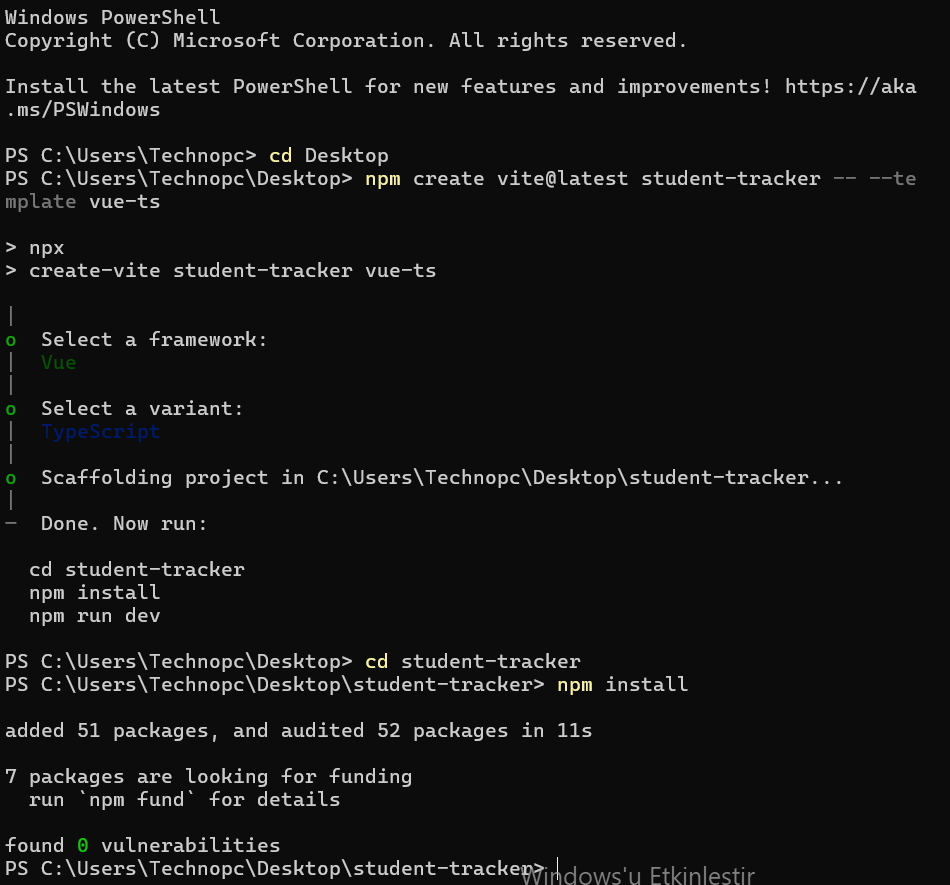 Windows PowerShell
Copyright (C) Microsoft Corporation. All rights reserved.
Install the latest PowerShell for new features and improvements! https://aka
.ms/PSWindows
PS C:\Users\Technopc> cd Desktop
PS C:\Users\Technopc\Desktop> npm create vite@latest student-tracker -- --te
mplate vue-ts
> npx
> create-vite student-tracker vue-ts
|
o  Select a framework:
|  Vue
|
o  Select a variant:
|  TypeScript
|
o  Scaffolding project in C:\Users\Technopc\Desktop\student-tracker...
|
—  Done. Now run:
  cd student-tracker
  npm install
  npm run dev
PS C:\Users\Technopc\Desktop> cd student-tracker
PS C:\Users\Technopc\Desktop\student-tracker> npm install
added 51 packages, and audited 52 packages in 11s
7 packages are looking for funding
  run `npm fund` for details
found 0 vulnerabilities
PS C:\Users\Technopc\Desktop\student-tracker>
Windows'u Etkinleştir